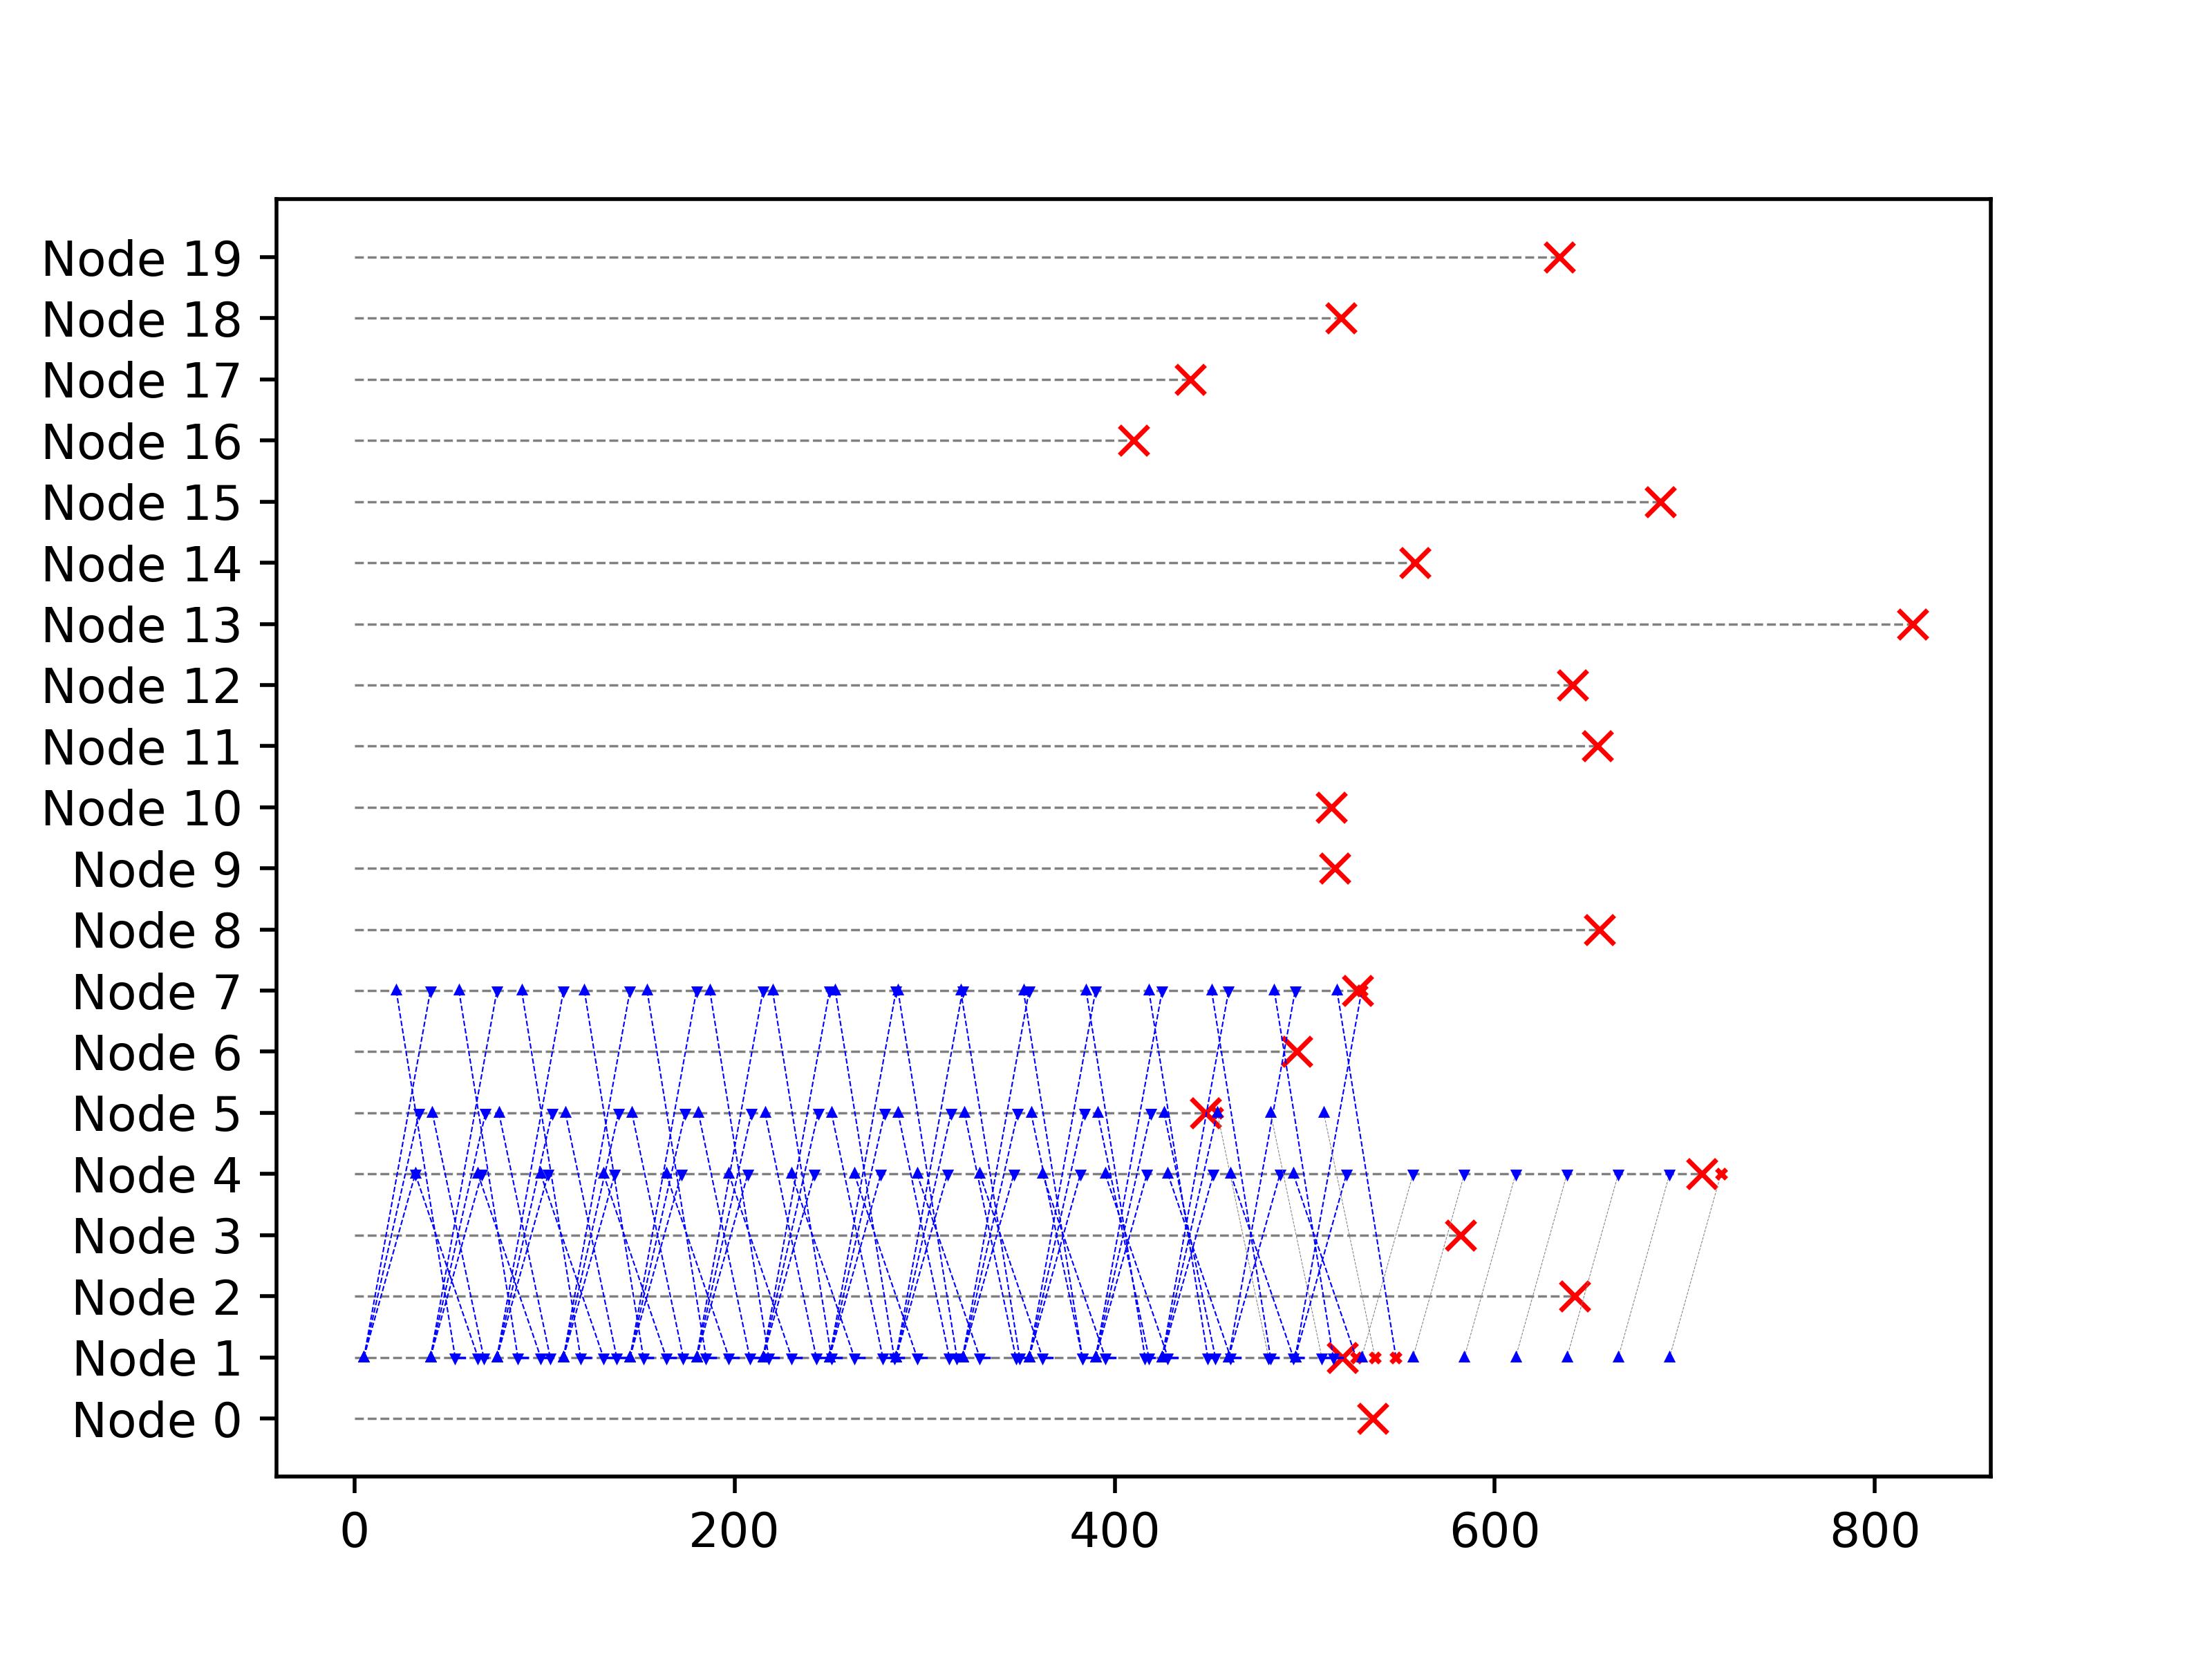 Node 19
Node 18
Node 17
Node 16
Node 15
Node 14
Node 13
Node 12
Node 11
Node 10
Node 9
Node 8
Node 7
Node 6
Node 5
Node 4
Node 3
Node 2
Node 1
Node 0
0 200 400 600 800